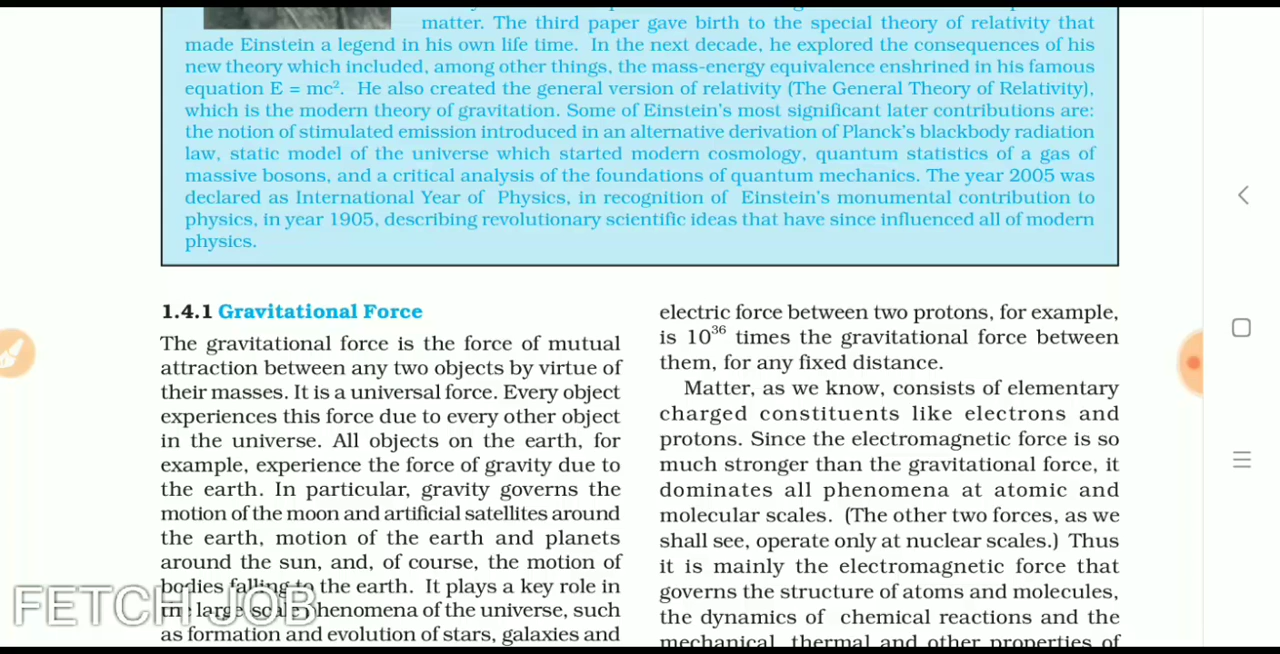 matter. The third paper gave birth to the special theory of relativity that
made Einstein a legend in his own life time. In the next decade, he explored the consequences of his
new theory which included, among other things, the mass-energy equivalence enshrined in his famous
equation E = mc². He also created the general version of relativity (The General Theory of Relativity),
which is the modern theory of gravitation. Some of Einstein's most significant later contributions are:
the notion of stimulated emission introduced in an alternative derivation of Planck's blackbody radiation
law, static model of the universe which started modern cosmology, quantum statistics of a gas of
massive bosons, and a critical analysis of the foundations of quantum mechanics. The year 2005 was
declared as International Year of Physics, in recognition of Einstein's monumental contribution to
physics, in year 1905, describing revolutionary scientific ideas that have since influenced all of modern
physics.
1.4.1 Gravitational Force
The gravitational force is the force of mutual
attraction between any two objects by virtue of
their masses. It is a universal force. Every object
experiences this force due to every other object
in the universe. All objects on the earth, for
example, experience the force of gravity due to
the earth. In particular, gravity governs the
motion of the moon and artificial satellites around
the earth, motion of the earth and planets
around the sun, and, of course, the motion of
bodies falling to the earth. It plays a key role in
the large scale phenomena of the universe, such
as formation and evolution of stars, galaxies and
electric force between two protons, for example,
is 10³⁶ times the gravitational force between
them, for any fixed distance.
Matter, as we know, consists of elementary
charged constituents like electrons and
protons. Since the electromagnetic force is so
much stronger than the gravitational force, it
dominates all phenomena at atomic and
molecular scales. (The other two forces, as we
shall see, operate only at nuclear scales.) Thus
it is mainly the electromagnetic force that
governs the structure of atoms and molecules,
the dynamics of chemical reactions and the
mechanical, thermal and other properties of
FETCH JOB